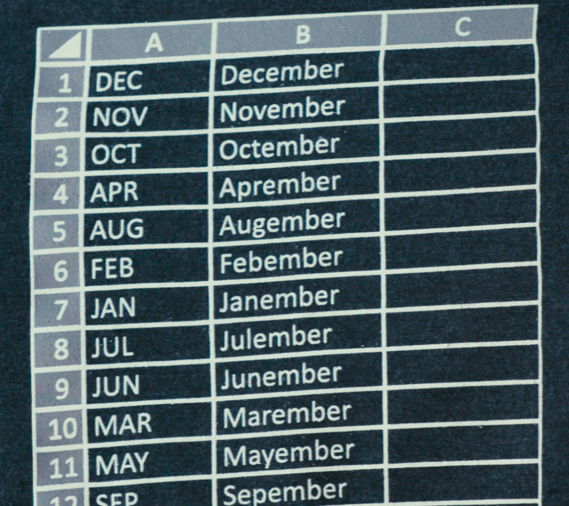 A B C
1 DEC December
2 NOV November
3 OCT Octember
4 APR Aprember
5 AUG Augember
6 FEB Febember
7 JAN Janember
8 JUL Julember
9 JUN Junember
10 MAR Marember
11 MAY Mayember
12 SEP Sepember